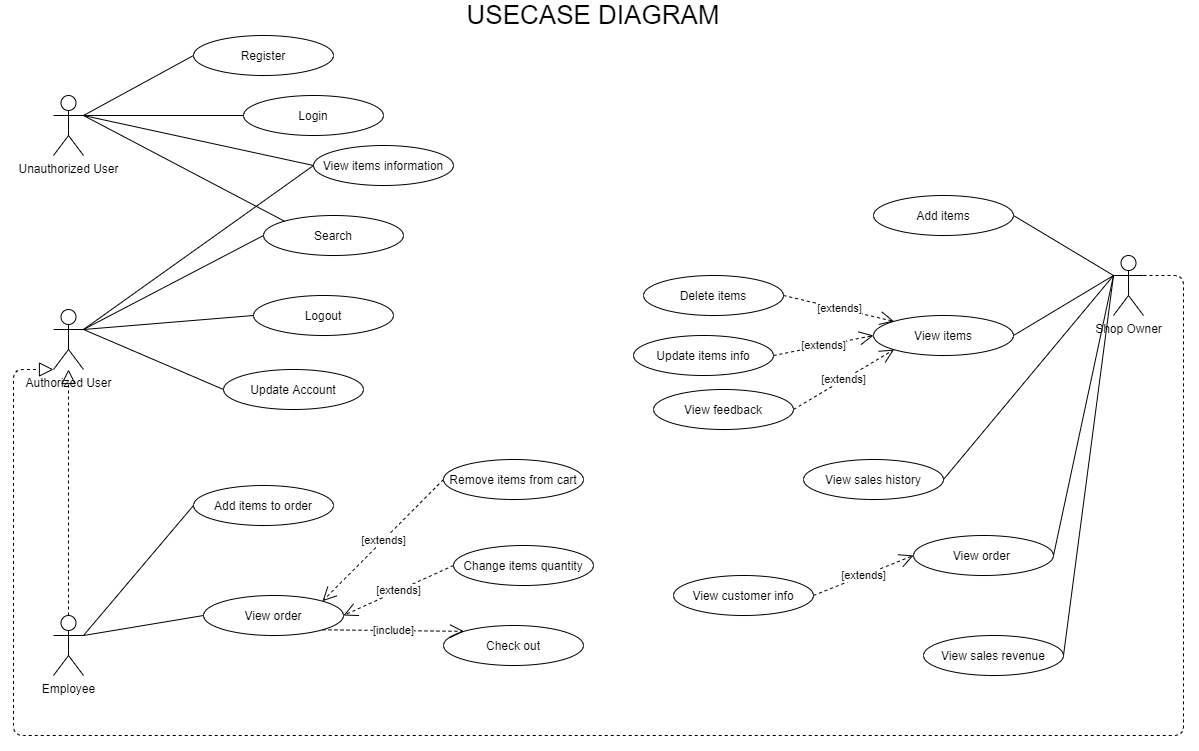 USECASE DIAGRAM
Register
Login
Unauthorized User
View items information
Search
Add items
Delete items
[extends]
Logout
View items
Shop Owner
Update items info
[extends]
[extends]
Authorized User
Update Account
View feedback
Remove items from cart
View sales history
Add items to order
[extends]
View order
Change items quantity
[extends]
[extends]
View customer info
View order
[include]
Check out
View sales revenue
Employee